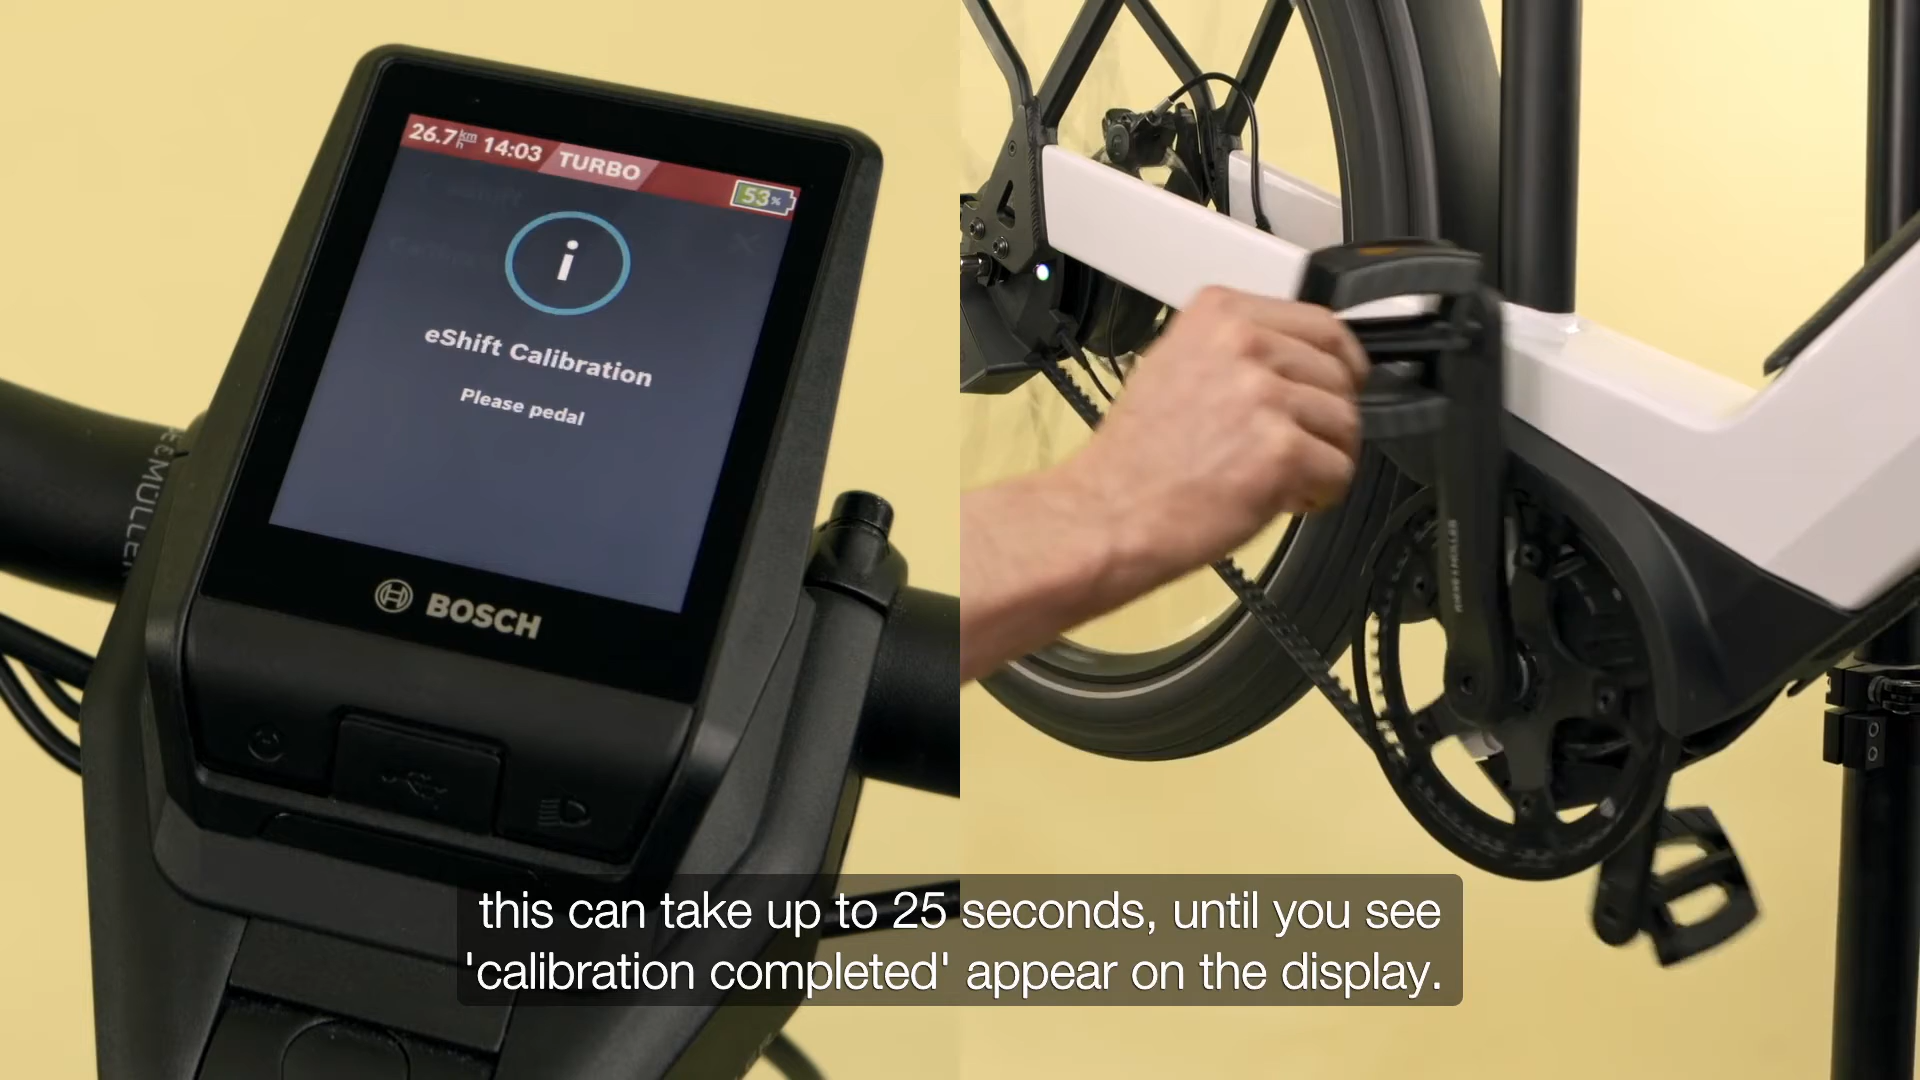 26.7 km/h 14:03 TURBO 53%
i
eShift Calibration
Please pedal
BOSCH
this can take up to 25 seconds, until you see
'calibration completed' appear on the display.